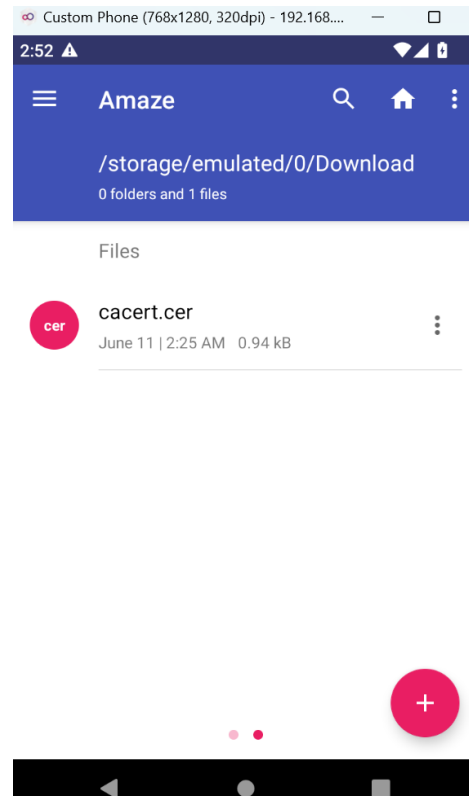 Custom Phone (768x1280, 320dpi) - 192.168....
2:52
Amaze
/storage/emulated/0/Download
0 folders and 1 files
Files
cer
cacert.cer
June 11 | 2:25 AM 0.94 kB